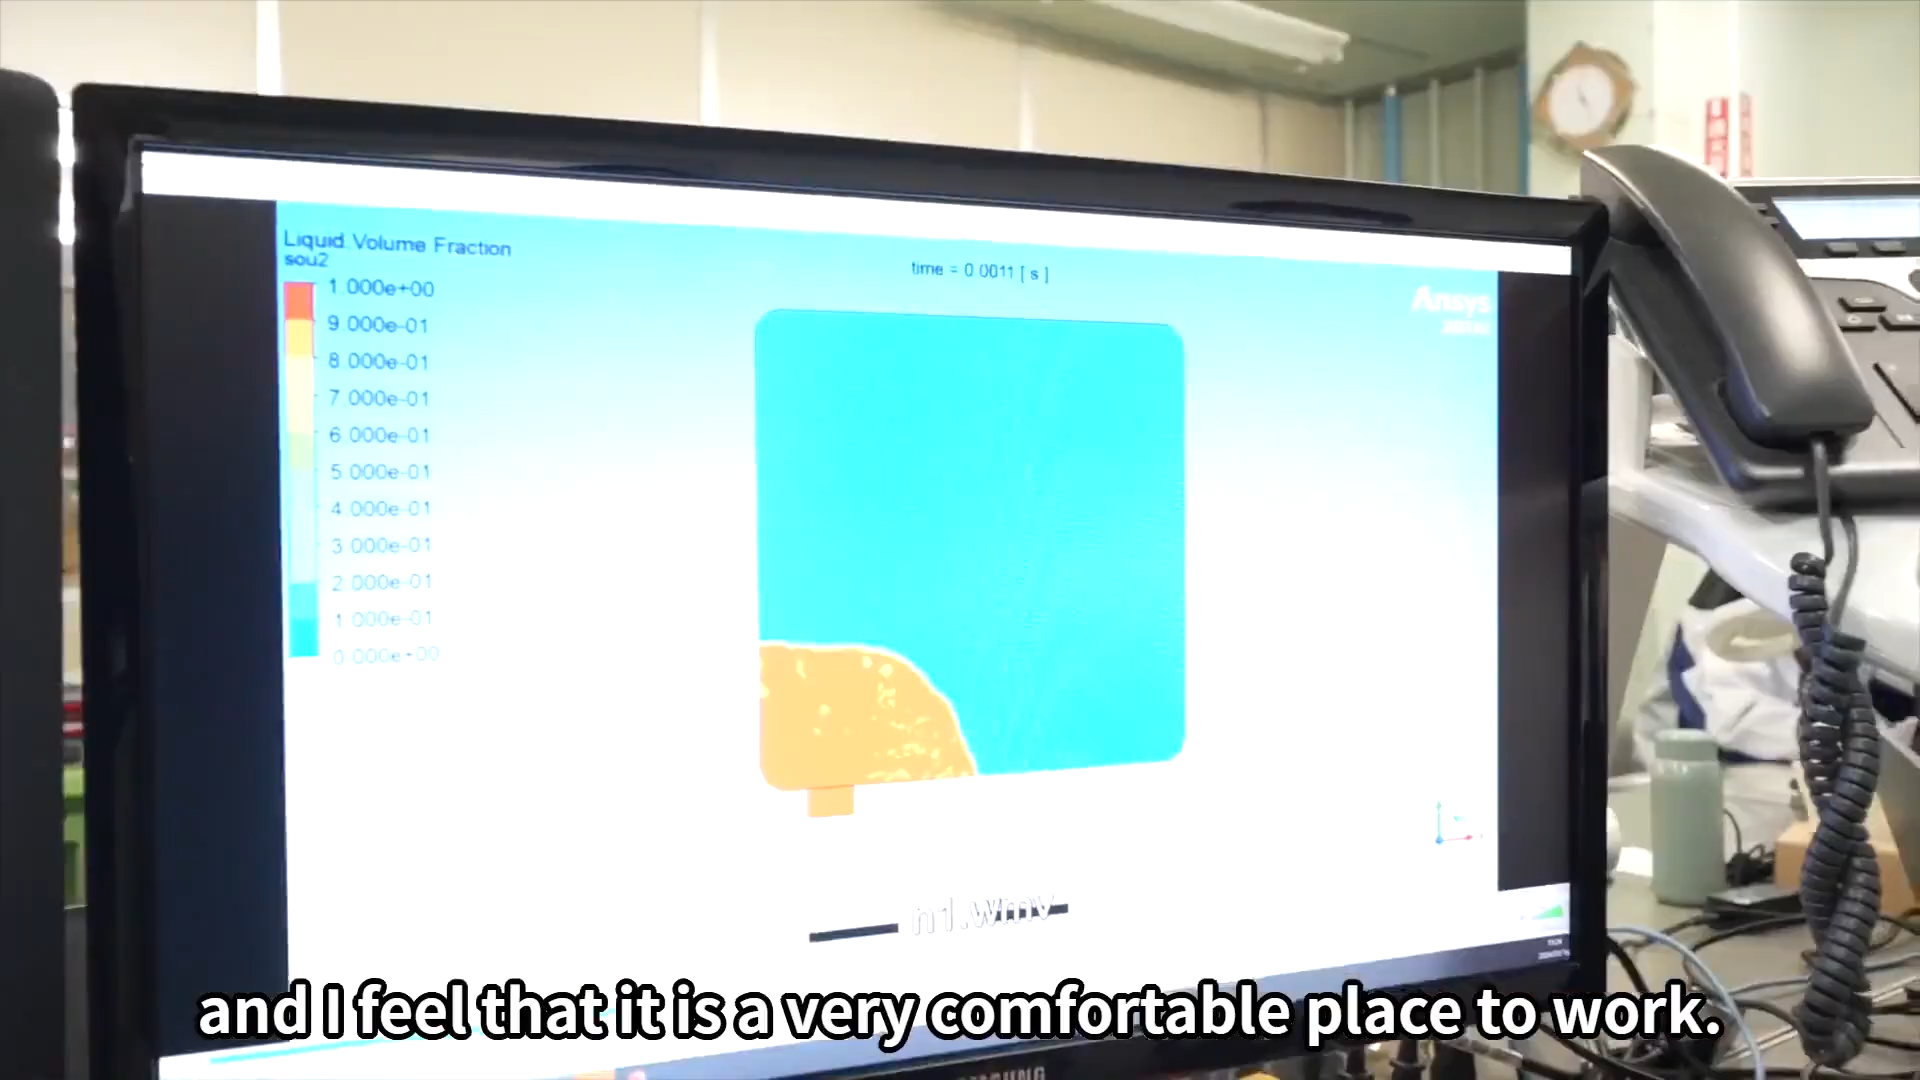 Liquid.Volume Fraction
sou2
time = 0.0011 [ s ]
Ansys
1.000e+00
9.000e-01
8.000e-01
7.000e-01
6.000e-01
5.000e-01
4.000e-01
3.000e-01
2.000e-01
1.000e-01
0.000e+00
n1.wmv
and I feel that it is a very comfortable place to work.
SAMSUNG